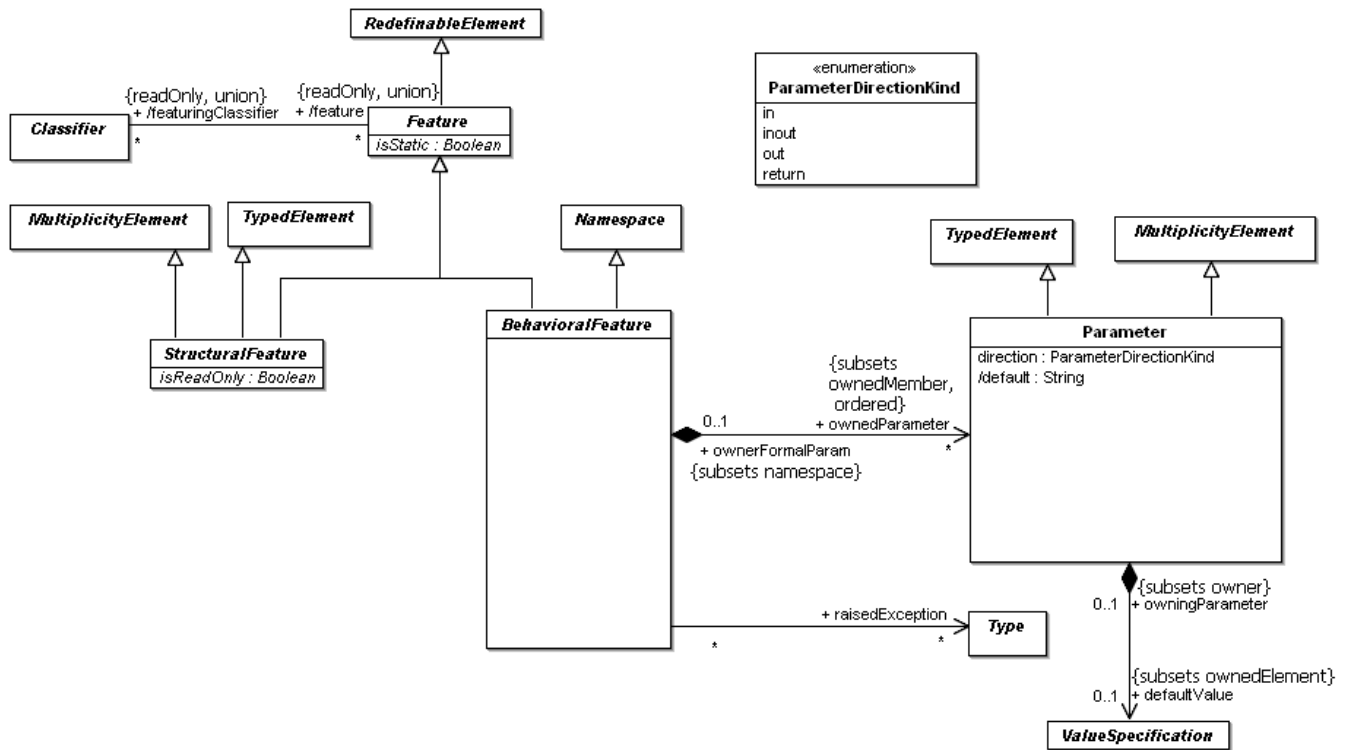 RedefinableElement
«enumeration»
ParameterDirectionKind
in
inout
out
return
{readOnly, union}
+ /featuringClassifier
{readOnly, union}
+ /feature
Classifier
*
*
Feature
isStatic : Boolean
MultiplicityElement
TypedElement
Namespace
TypedElement
MultiplicityElement
StructuralFeature
isReadOnly : Boolean
BehavioralFeature
Parameter
direction : ParameterDirectionKind
/default : String
{subsets
ownedMember,
ordered}
0..1
+ ownedParameter
+ ownerFormalParam
*
{subsets namespace}
+ raisedException
*
*
Type
{subsets owner}
0..1
+ owningParameter
{subsets ownedElement}
0..1
+ defaultValue
ValueSpecification